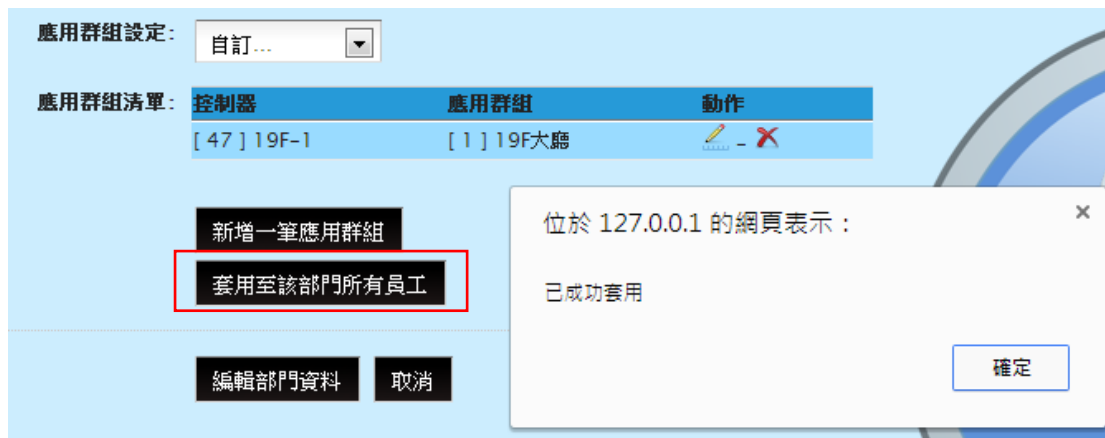 應用群組設定: 自訂...
應用群組清單: 控制器 應用群組 動作
[ 47 ] 19F-1 [ 1 ] 19F大廳 -
新增一筆應用群組
套用至該部門所有員工
編輯部門資料 取消
位於 127.0.0.1 的網頁表示：
已成功套用
確定